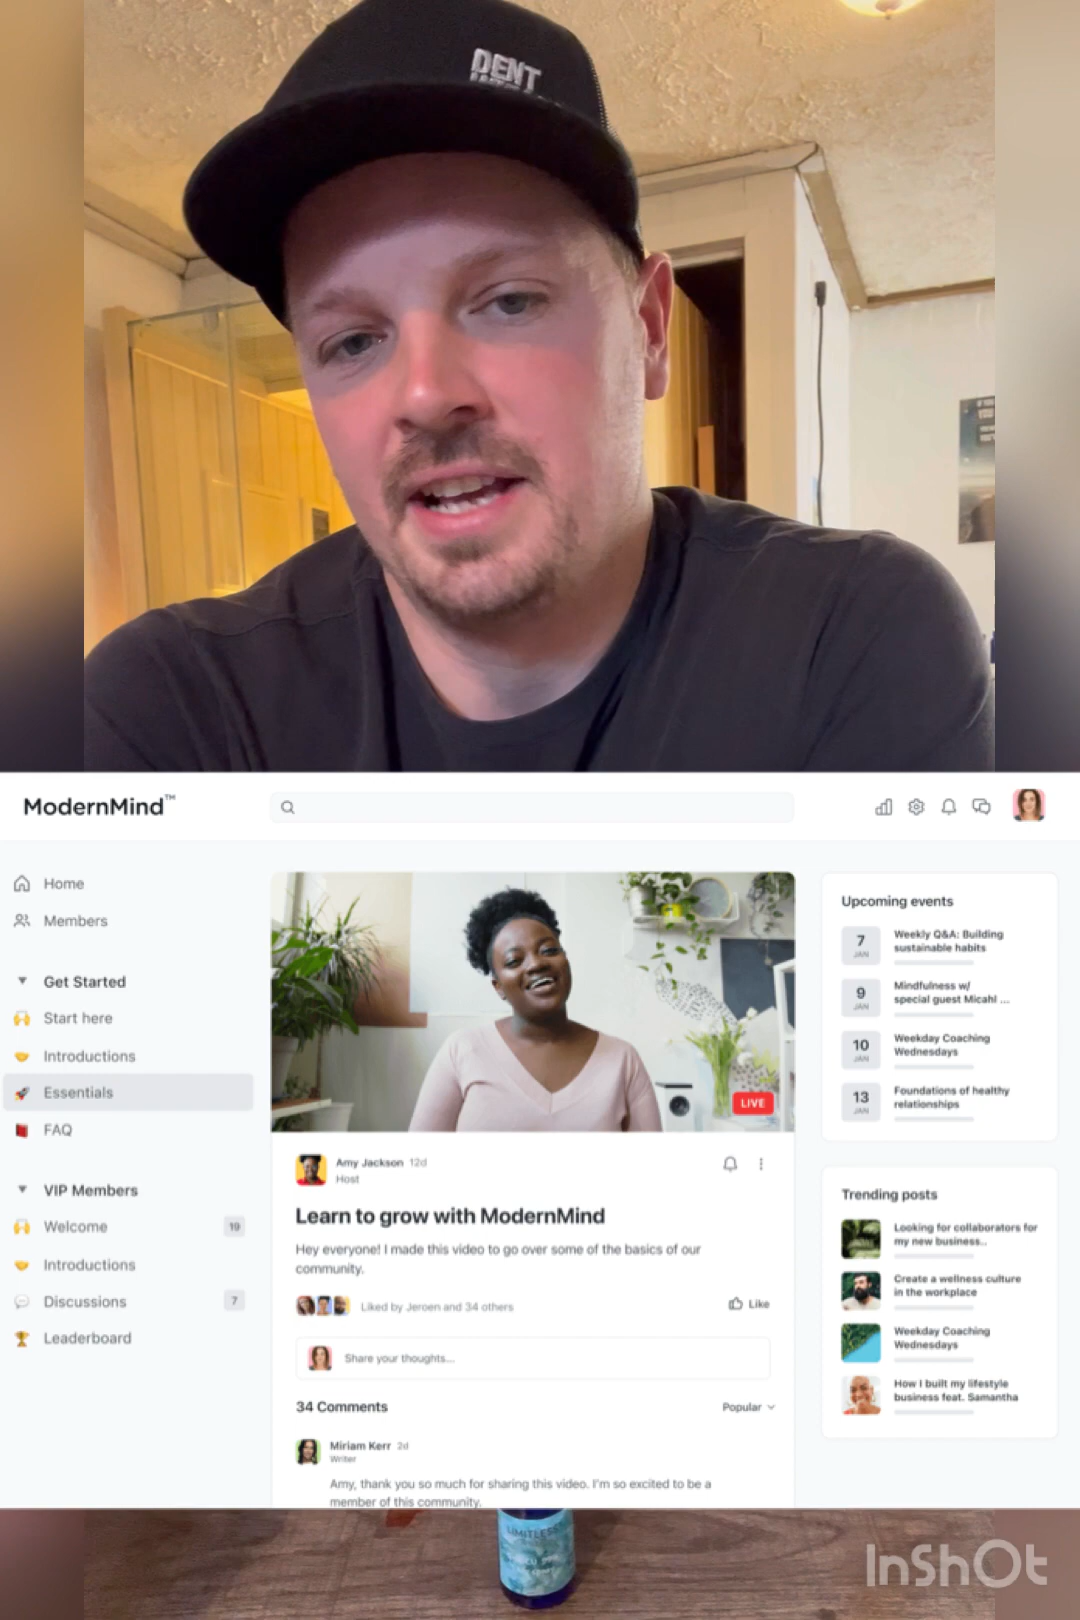 DENT
ModernMind™
Home
Members
Get Started
Start here
Introductions
Essentials
FAQ
VIP Members
Welcome 19
Introductions
Discussions 7
Leaderboard
LIVE
Amy Jackson 12d
Host
Learn to grow with ModernMind
Hey everyone! I made this video to go over some of the basics of our
community.
Liked by Jeroen and 34 others
Like
Share your thoughts...
34 Comments
Popular
Miriam Kerr 2d
Writer
Amy, thank you so much for sharing this video. I'm so excited to be a
member of this community.
Upcoming events
7
JAN
Weekly Q&A: Building
sustainable habits
9
JAN
Mindfulness w/
special guest Micahl ...
10
JAN
Weekday Coaching
Wednesdays
13
JAN
Foundations of healthy
relationships
Trending posts
Looking for collaborators for
my new business..
Create a wellness culture
in the workplace
Weekday Coaching
Wednesdays
How I built my lifestyle
business feat. Samantha
LIMITLESS
InShOt